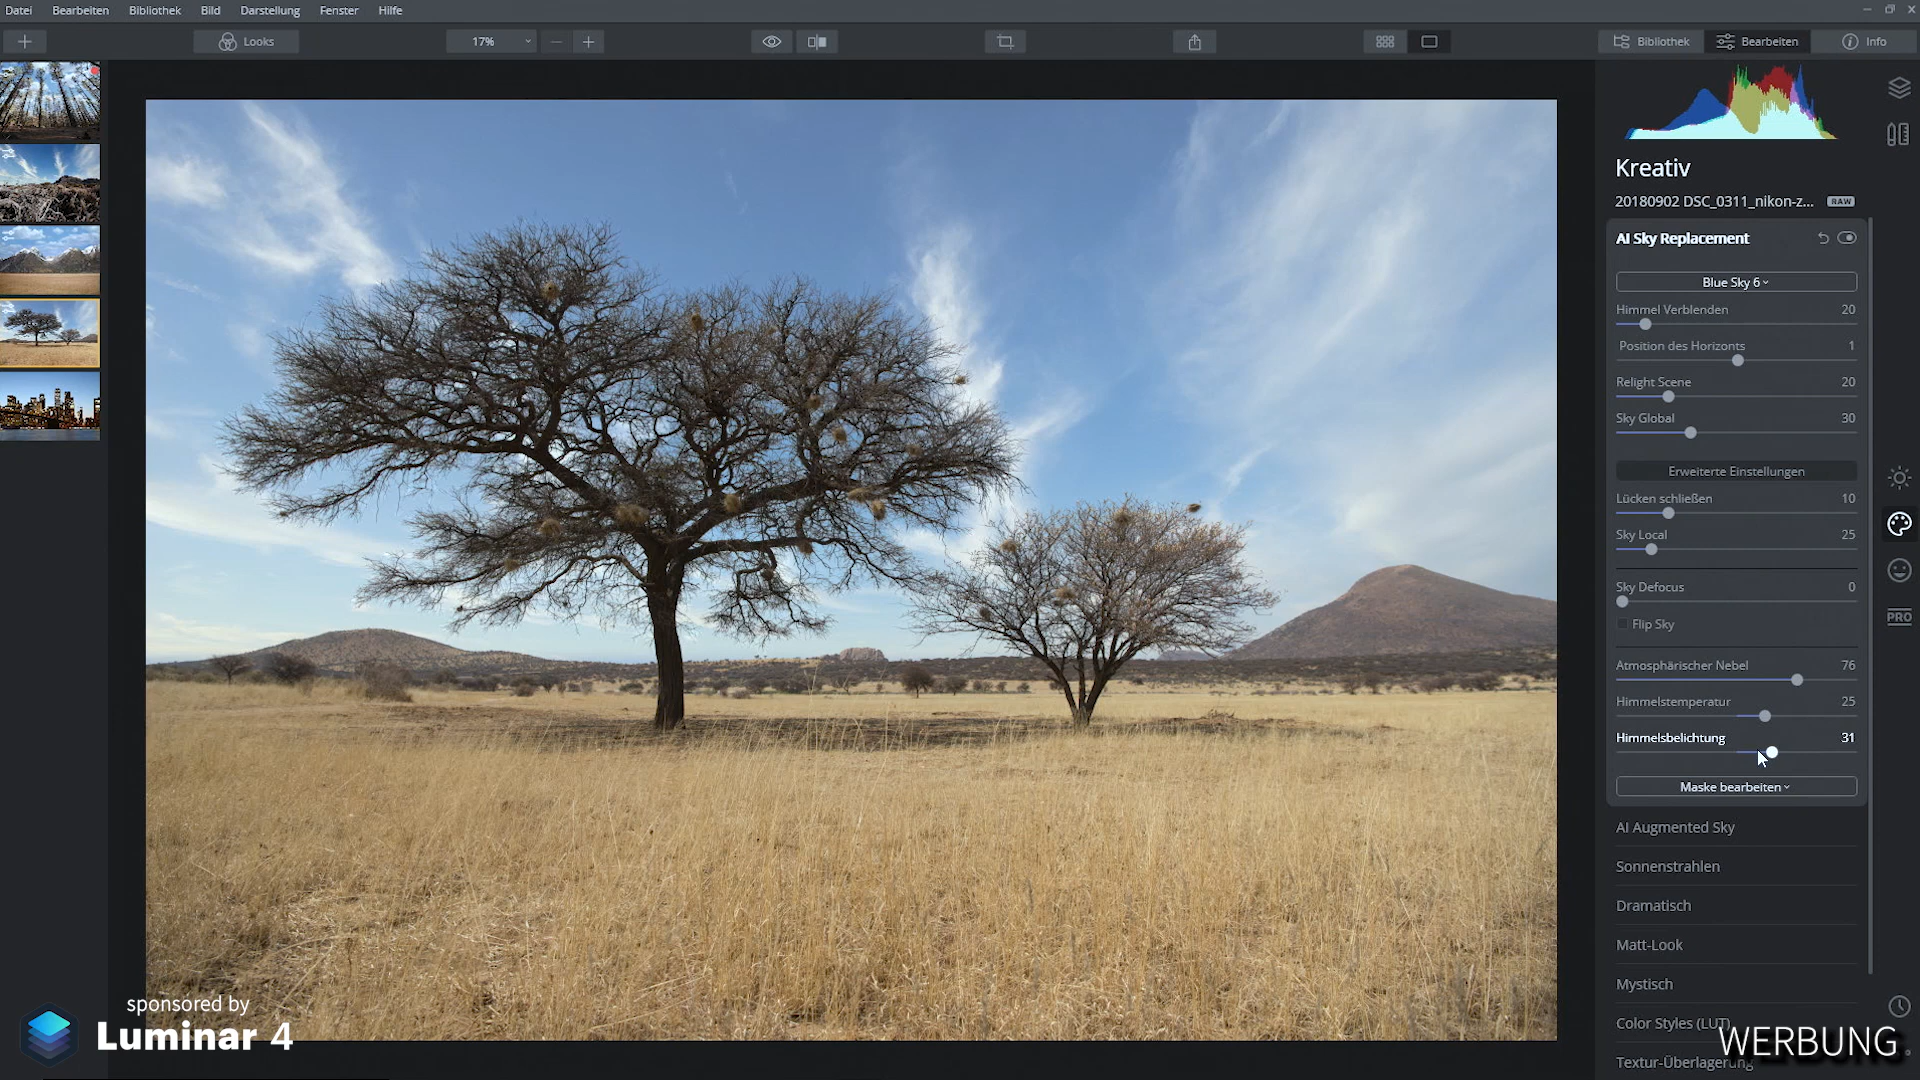 Datei Bearbeiten Bibliothek Bild Darstellung Fenster Hilfe
Looks 17% Bibliothek Bearbeiten Info
Kreativ
20180902 DSC_0311_nikon-z... RAW
AI Sky Replacement
Blue Sky 6
Himmel Verblenden 20
Position des Horizonts 1
Relight Scene 20
Sky Global 30
Erweiterte Einstellungen
Lücken schließen 10
Sky Local 25
Sky Defocus 0
Flip Sky
PRO
Atmosphärischer Nebel 76
Himmelstemperatur 25
Himmelsbelichtung 31
Maske bearbeiten
AI Augmented Sky
Sonnenstrahlen
Dramatisch
Matt-Look
Mystisch
Color Styles (LUT)
Textur-Überlagerung
sponsored by
Luminar 4
WERBUNG